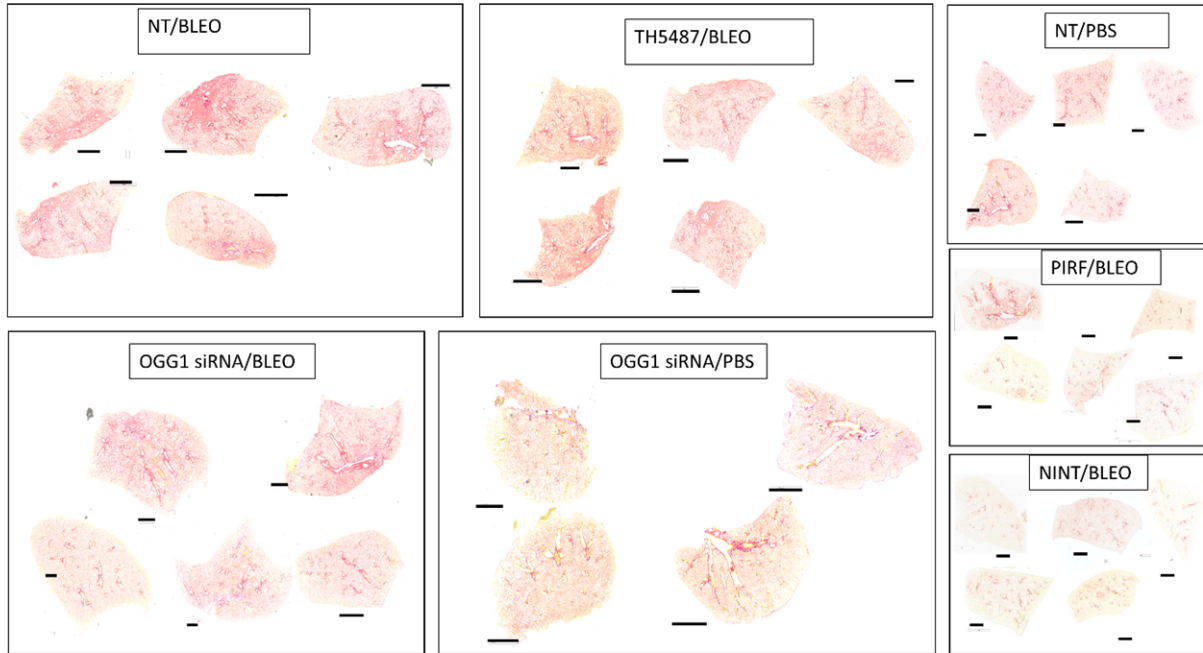 NT/BLEO
TH5487/BLEO
NT/PBS
PIRF/BLEO
OGG1 siRNA/BLEO
OGG1 siRNA/PBS
NINT/BLEO